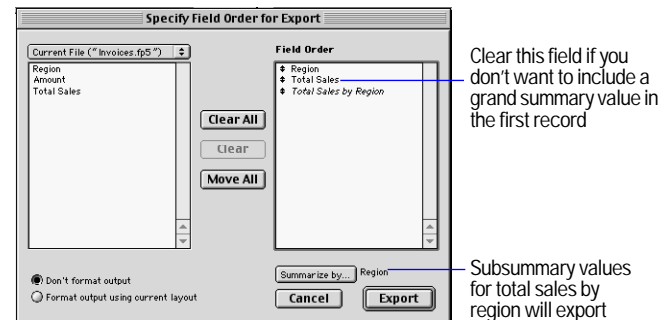 Specify Field Order for Export
Current File ("Invoices.fp5")
Region
Amount
Total Sales
Clear All
Clear
Move All
Field Order
Region
Total Sales
Total Sales by Region
Clear this field if you
don't want to include a
grand summary value in
the first record
Don't format output
Format output using current layout
Summarize by... Region
Cancel
Export
Subsummary values
for total sales by
region will export